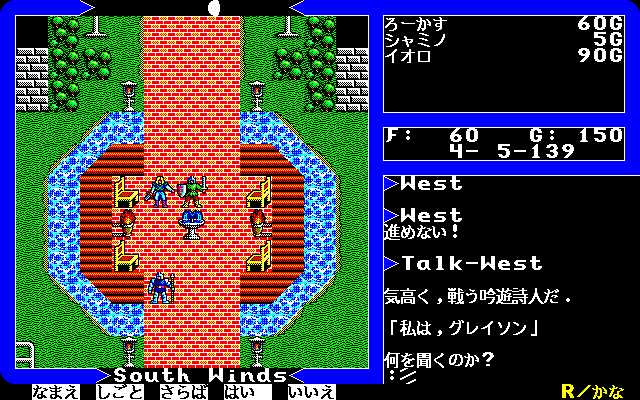 ろーかす 60G
シャミノ 5G
イオロ 90G
F: 60 G: 150
4- 5-139
West
West
進めない!
Talk-West
気高く,戦う吟遊詩人だ.
「私は,グレイソン」
何を聞くのか?
:
South Winds
なまえ しごと さらば はい いいえ
R/かな